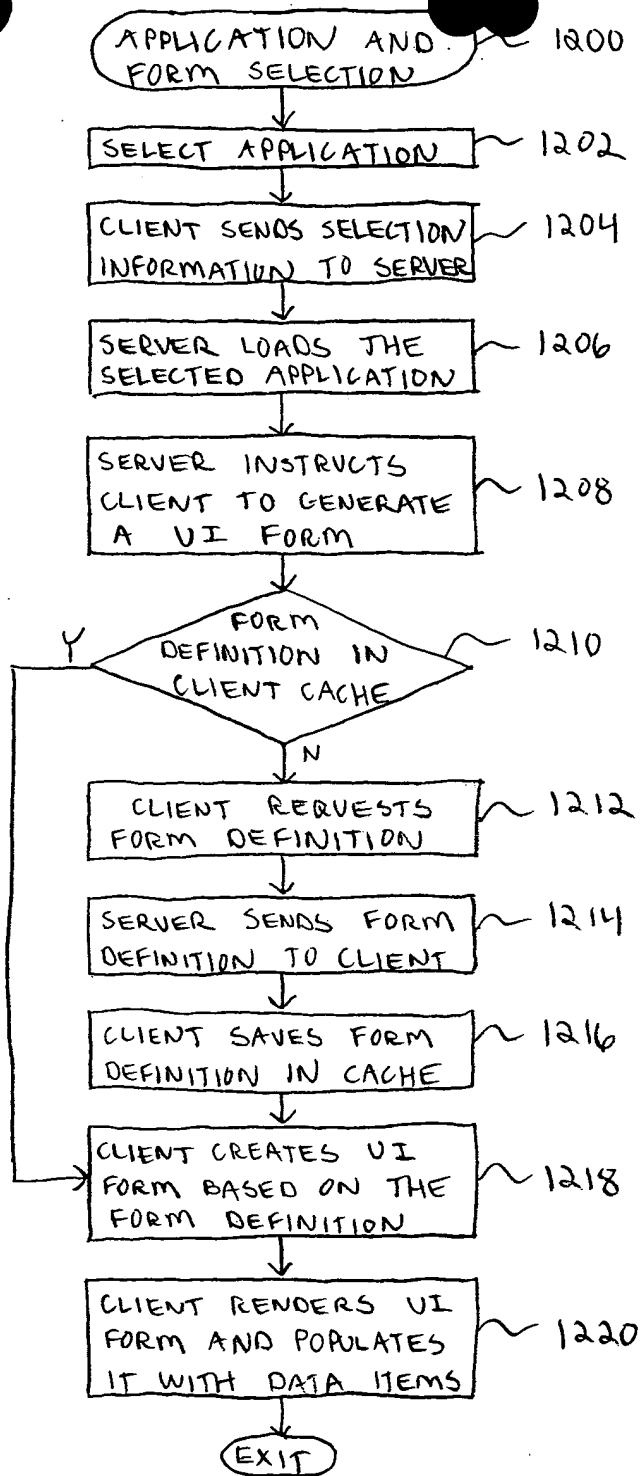 APPLICATION AND
FORM SELECTION
1200
SELECT APPLICATION
1202
CLIENT SENDS SELECTION
INFORMATION TO SERVER
1204
SERVER LOADS THE
SELECTED APPLICATION
1206
SERVER INSTRUCTS
CLIENT TO GENERATE
A UI FORM
1208
FORM
DEFINITION IN
CLIENT CACHE
1210
Y
N
CLIENT REQUESTS
FORM DEFINITION
1212
SERVER SENDS FORM
DEFINITION TO CLIENT
1214
CLIENT SAVES FORM
DEFINITION IN CACHE
1216
CLIENT CREATES UI
FORM BASED ON THE
FORM DEFINITION
1218
CLIENT RENDERS UI
FORM AND POPULATES
IT WITH DATA ITEMS
1220
EXIT